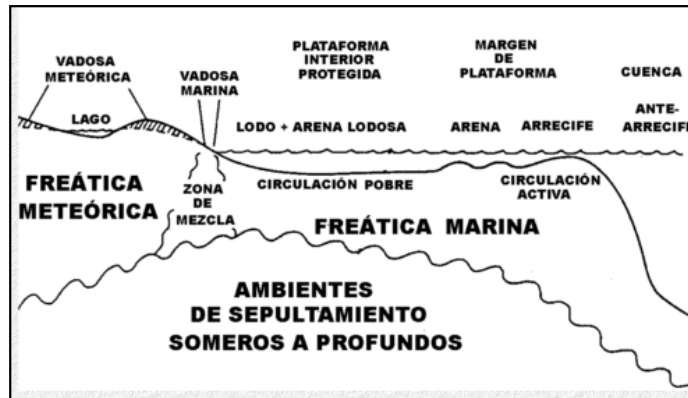 VADOSA
METEÓRICA
VADOSA
MARINA
PLATAFORMA
INTERIOR
PROTEGIDA
MARGEN
DE
PLATAFORMA
CUENCA
LAGO
LODO + ARENA LODOSA
ARENA
ARRECIFE
ANTE-
ARRECIFE
FREÁTICA
METEÓRICA
ZONA
DE
MEZCLA
CIRCULACIÓN POBRE
CIRCULACIÓN
ACTIVA
FREÁTICA MARINA
AMBIENTES
DE SEPULTAMIENTO
SOMEROS A PROFUNDOS